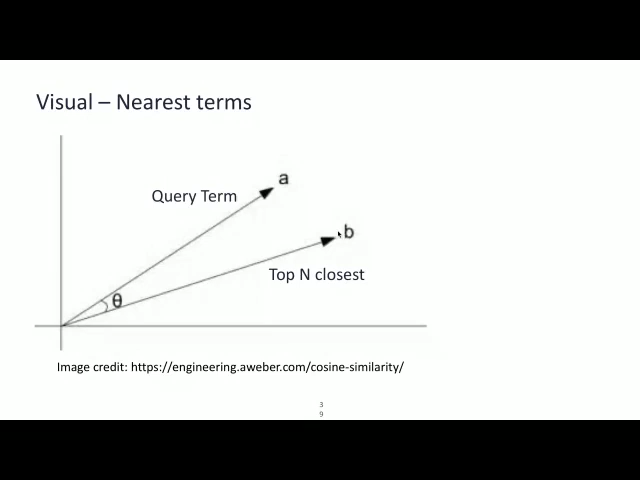 Visual – Nearest terms
a
Query Term
b
Top N closest
θ
Image credit: https://engineering.aweber.com/cosine-similarity/
3
9